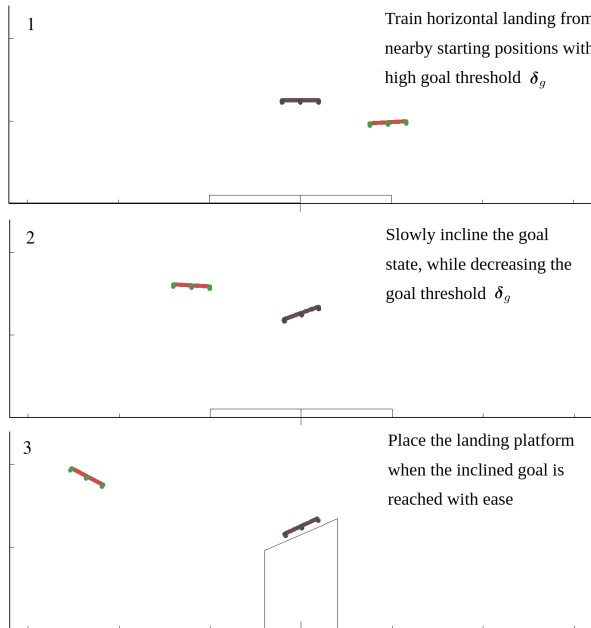 1
Train horizontal landing from
nearby starting positions with
high goal threshold δg
2
Slowly incline the goal
state, while decreasing the
goal threshold δg
3
Place the landing platform
when the inclined goal is
reached with ease